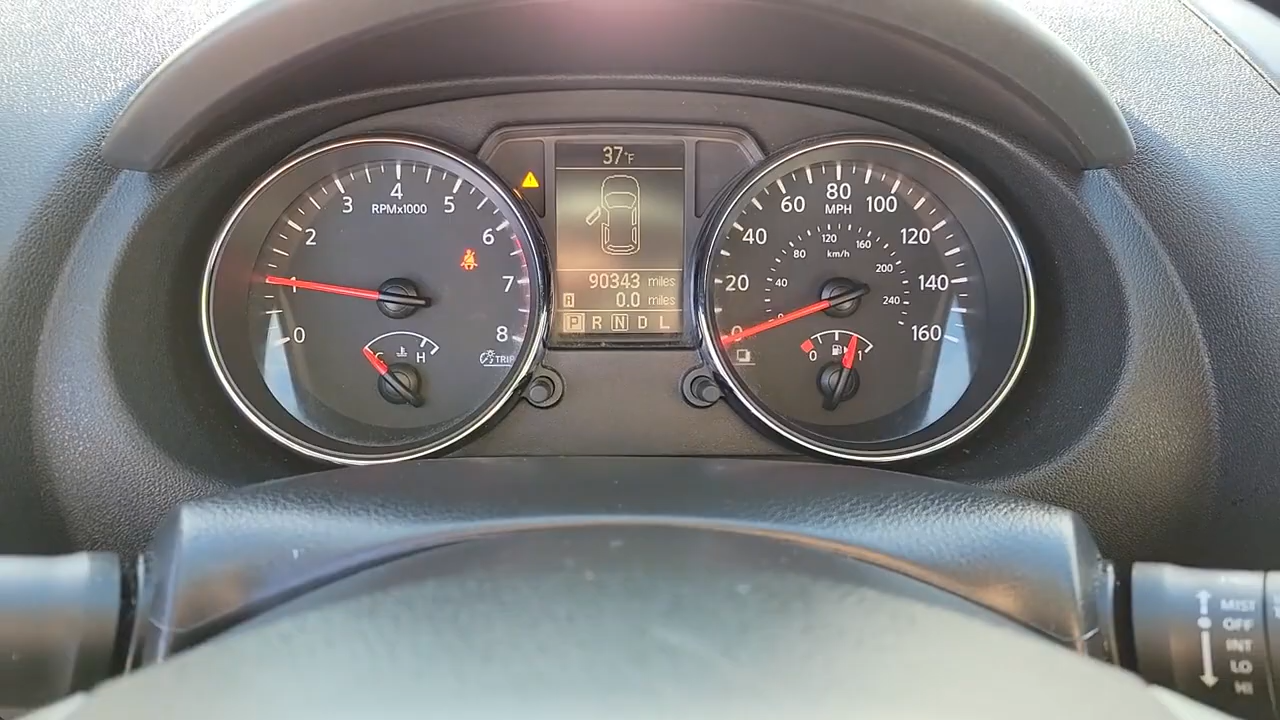 37°F
4
3
5
RPMx1000
2
6
1
7
0
8
C H
TRIP
90343 miles
0.0 miles
P R N D L
80
60
100
MPH
40
120
120
80
160
km/h
20
40
200
140
240
0
0
160
0 1
MIST
OFF
INT
LO
HI